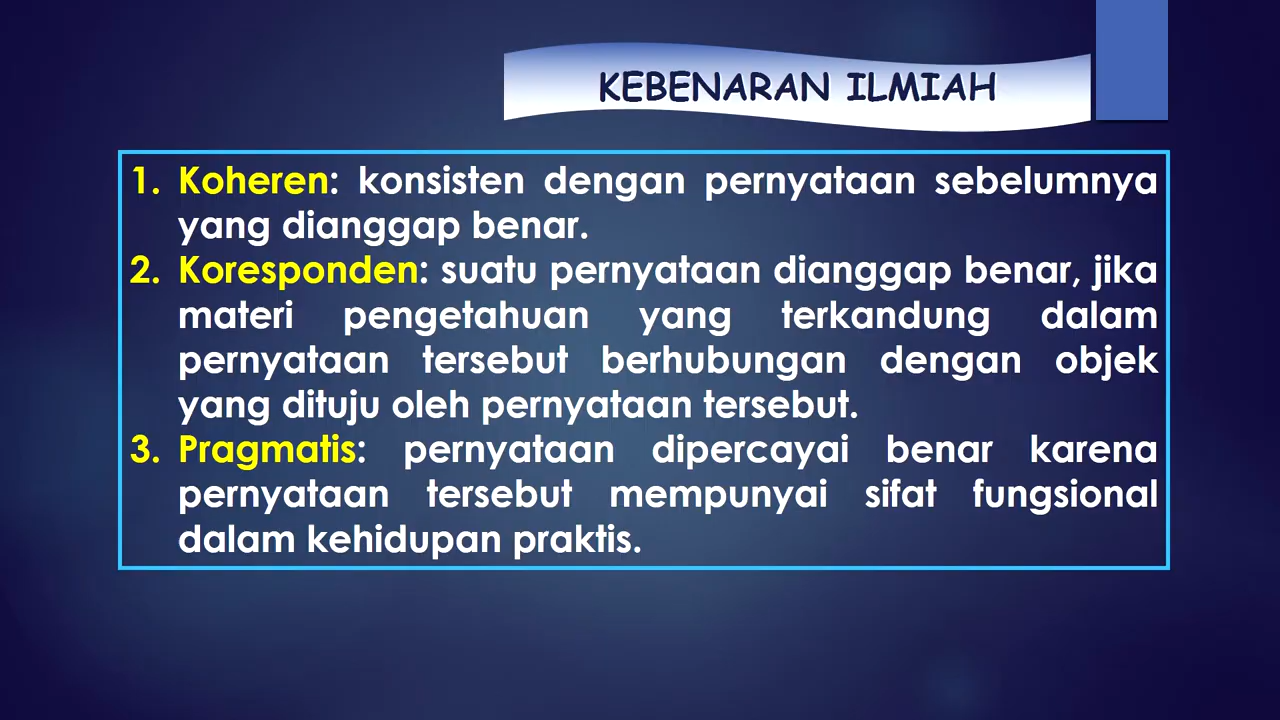 KEBENARAN ILMIAH
1. Koheren: konsisten dengan pernyataan sebelumnya
yang dianggap benar.
2. Koresponden: suatu pernyataan dianggap benar, jika
materi pengetahuan yang terkandung dalam
pernyataan tersebut berhubungan dengan objek
yang dituju oleh pernyataan tersebut.
3. Pragmatis: pernyataan dipercayai benar karena
pernyataan tersebut mempunyai sifat fungsional
dalam kehidupan praktis.